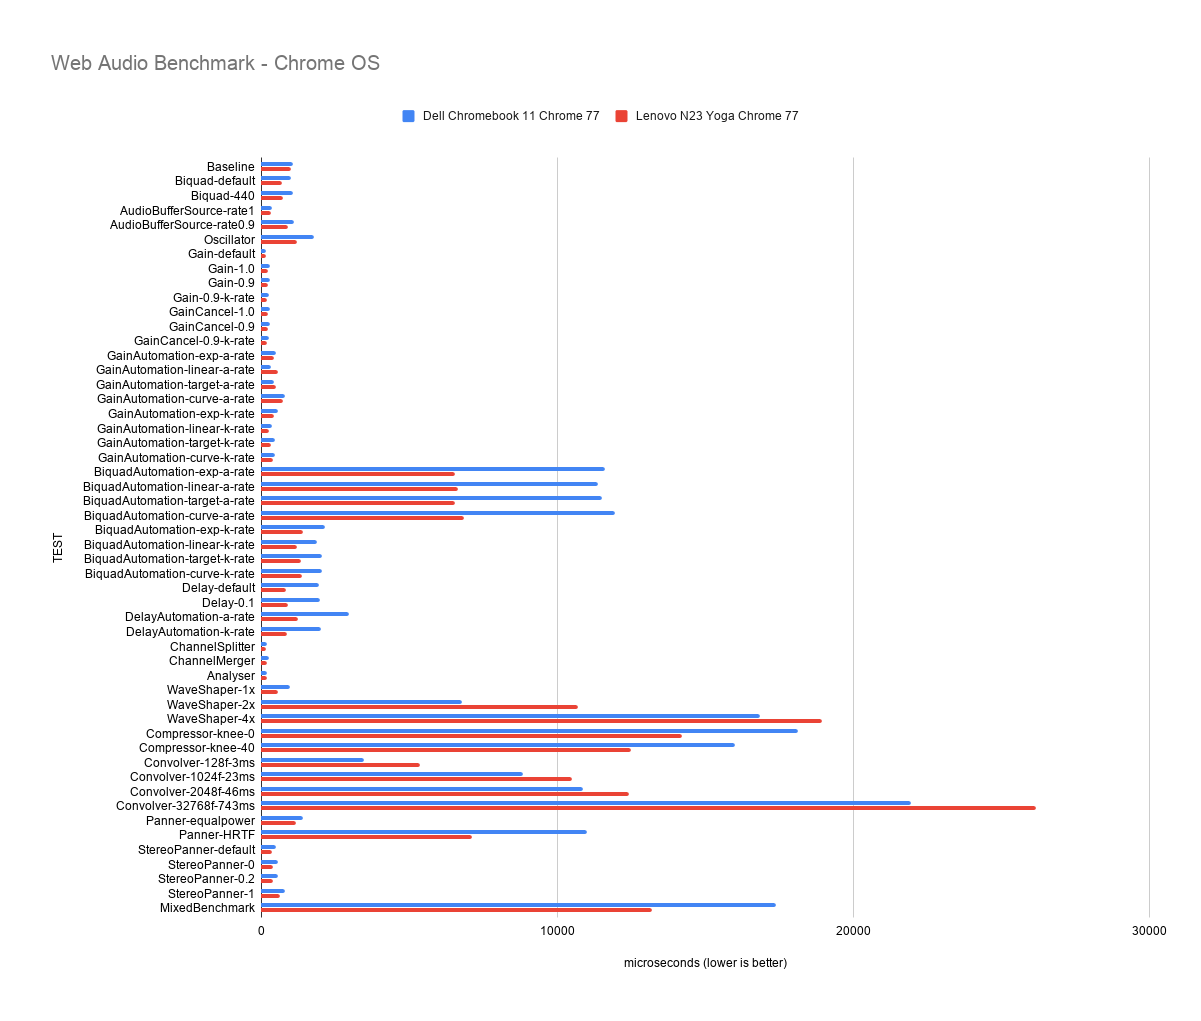 Web Audio Benchmark - Chrome OS
Dell Chromebook 11 Chrome 77 Lenovo N23 Yoga Chrome 77
Baseline
Biquad-default
Biquad-440
AudioBufferSource-rate1
AudioBufferSource-rate0.9
Oscillator
Gain-default
Gain-1.0
Gain-0.9
Gain-0.9-k-rate
GainCancel-1.0
GainCancel-0.9
GainCancel-0.9-k-rate
GainAutomation-exp-a-rate
GainAutomation-linear-a-rate
GainAutomation-target-a-rate
GainAutomation-curve-a-rate
GainAutomation-exp-k-rate
GainAutomation-linear-k-rate
GainAutomation-target-k-rate
GainAutomation-curve-k-rate
BiquadAutomation-exp-a-rate
BiquadAutomation-linear-a-rate
BiquadAutomation-target-a-rate
BiquadAutomation-curve-a-rate
BiquadAutomation-exp-k-rate
BiquadAutomation-linear-k-rate
BiquadAutomation-target-k-rate
BiquadAutomation-curve-k-rate
Delay-default
Delay-0.1
DelayAutomation-a-rate
DelayAutomation-k-rate
ChannelSplitter
ChannelMerger
Analyser
WaveShaper-1x
WaveShaper-2x
WaveShaper-4x
Compressor-knee-0
Compressor-knee-40
Convolver-128f-3ms
Convolver-1024f-23ms
Convolver-2048f-46ms
Convolver-32768f-743ms
Panner-equalpower
Panner-HRTF
StereoPanner-default
StereoPanner-0
StereoPanner-0.2
StereoPanner-1
MixedBenchmark
TEST
0 10000 20000 30000
microseconds (lower is better)